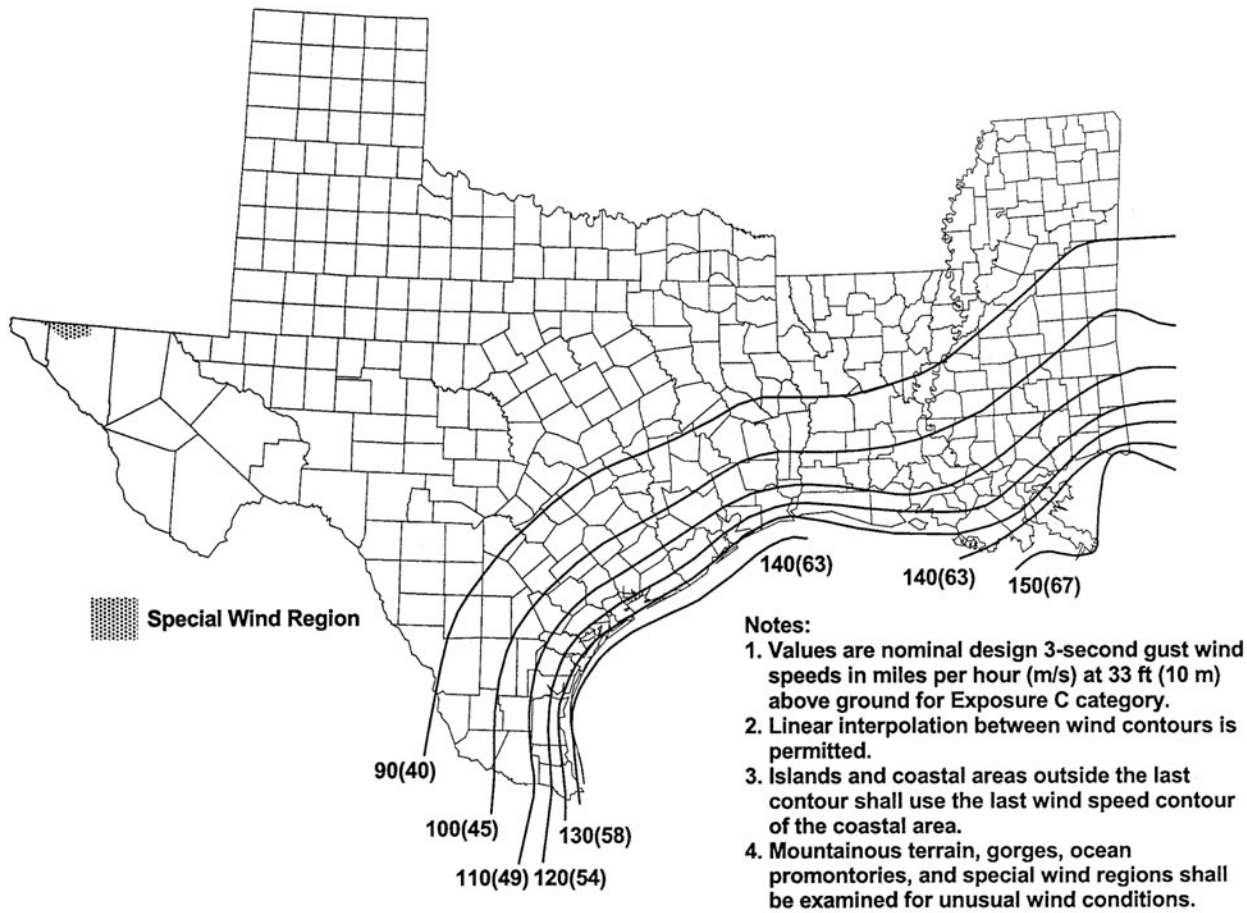 140(63)
140(63)
150(67)
Special Wind Region
90(40)
100(45)
130(58)
110(49)
120(54)
Notes:
1. Values are nominal design 3-second gust wind
speeds in miles per hour (m/s) at 33 ft (10 m)
above ground for Exposure C category.
2. Linear interpolation between wind contours is
permitted.
3. Islands and coastal areas outside the last
contour shall use the last wind speed contour
of the coastal area.
4. Mountainous terrain, gorges, ocean
promontories, and special wind regions shall
be examined for unusual wind conditions.